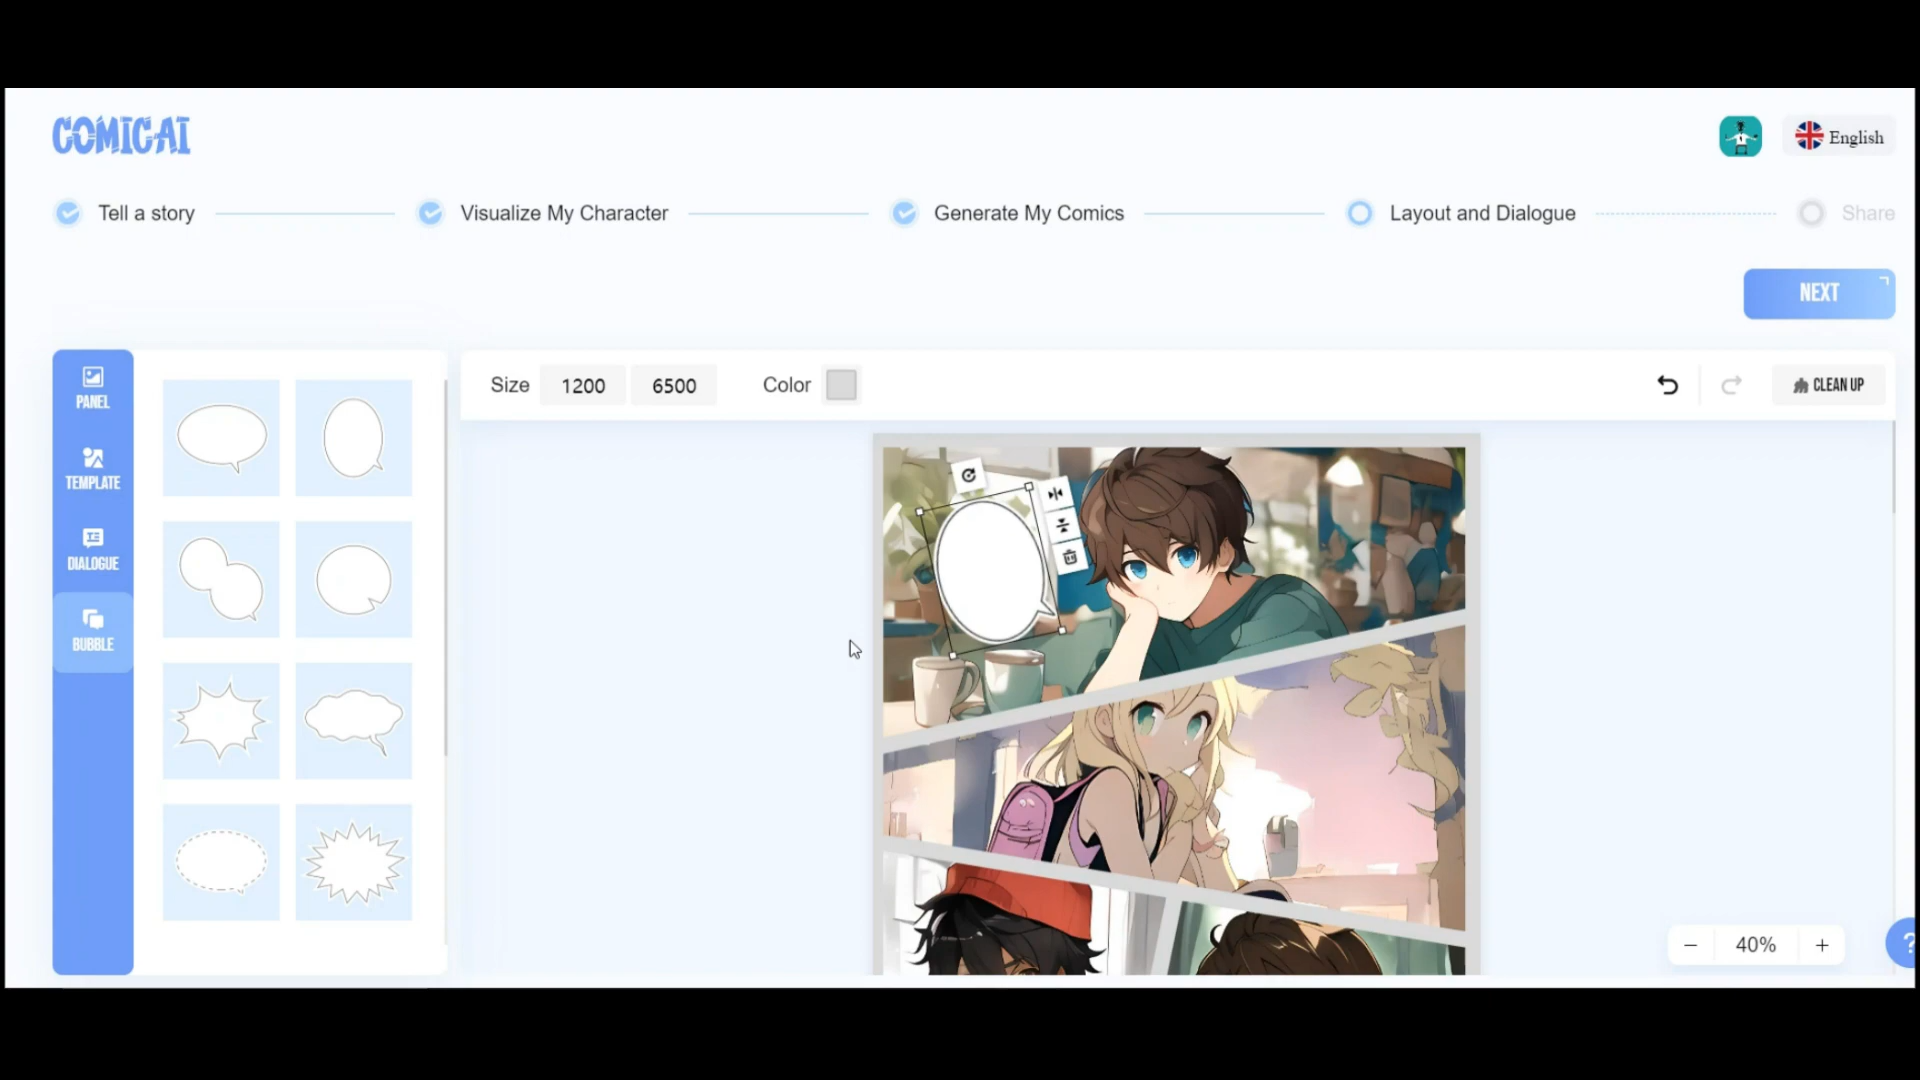 COMICAI
English
Tell a story
Visualize My Character
Generate My Comics
Layout and Dialogue
Share
NEXT
PANEL
TEMPLATE
DIALOGUE
BUBBLE
Size 1200 6500 Color
CLEAN UP
− 40% +
?